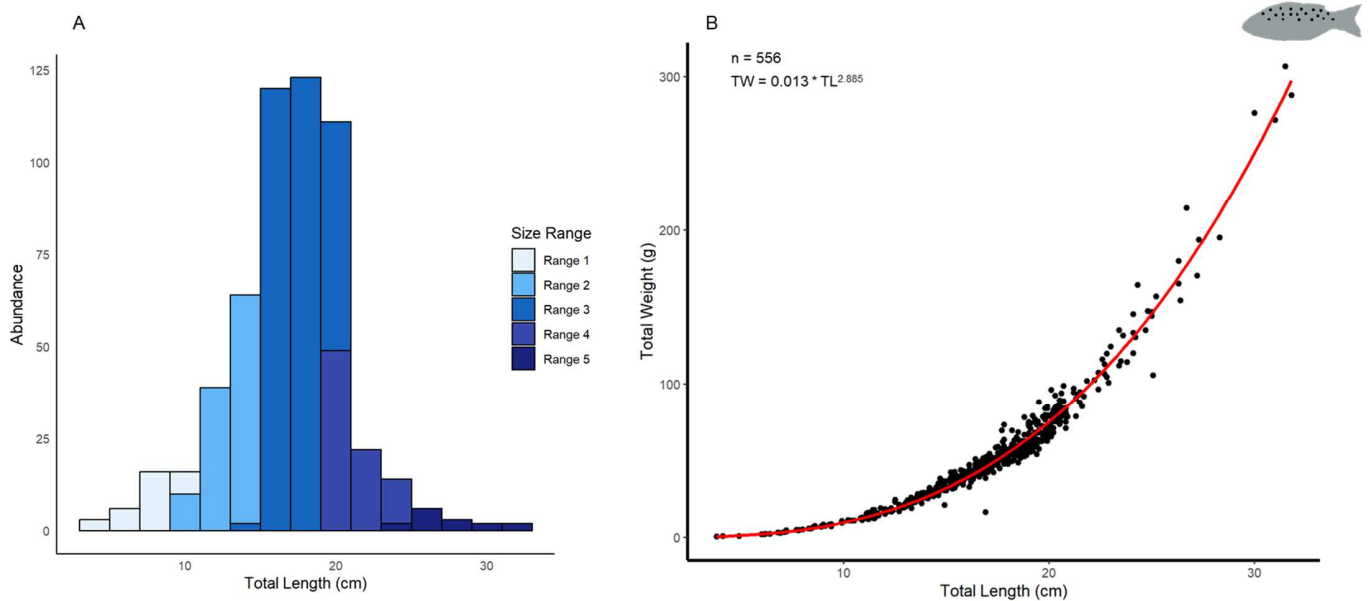 A
125
100
75
50
25
0
Abundance
10
20
30
Total Length (cm)
Size Range
Range 1
Range 2
Range 3
Range 4
Range 5
B
n = 556
TW = 0.013 * TL^2.885
300
200
100
0
Total Weight (g)
10
20
30
Total Length (cm)